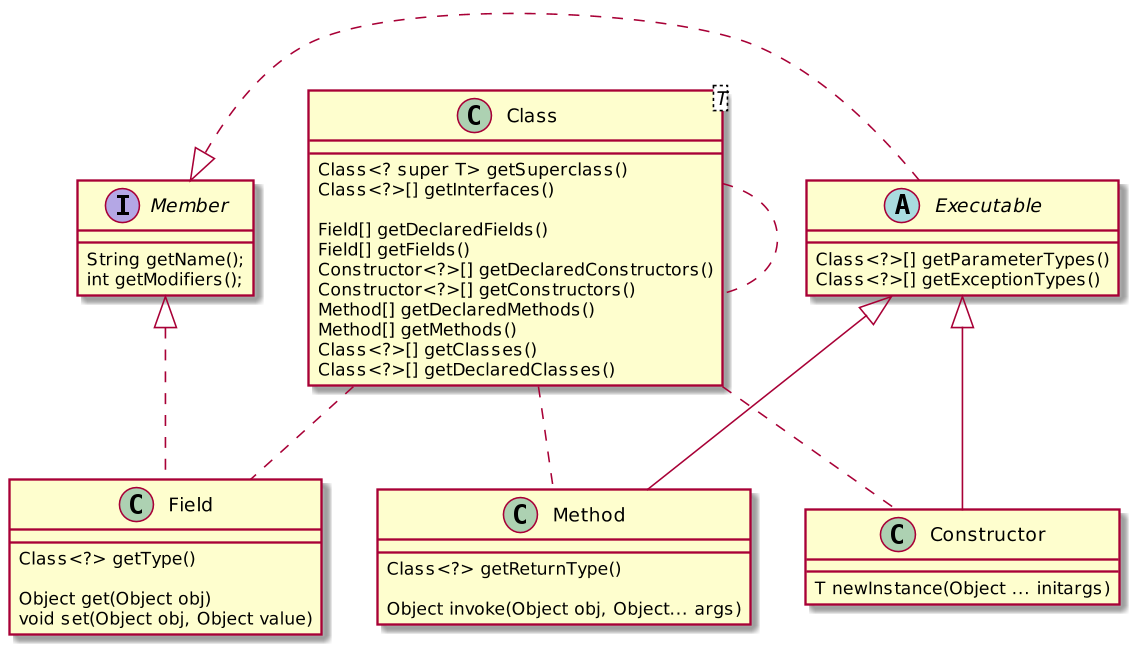 C Class T
Class<? super T> getSuperclass()
Class<?>[] getInterfaces()
Field[] getDeclaredFields()
Field[] getFields()
Constructor<?>[] getDeclaredConstructors()
Constructor<?>[] getConstructors()
Method[] getDeclaredMethods()
Method[] getMethods()
Class<?>[] getClasses()
Class<?>[] getDeclaredClasses()
I Member
String getName();
int getModifiers();
A Executable
Class<?>[] getParameterTypes()
Class<?>[] getExceptionTypes()
C Field
Class<?> getType()
Object get(Object obj)
void set(Object obj, Object value)
C Method
Class<?> getReturnType()
Object invoke(Object obj, Object... args)
C Constructor
T newInstance(Object ... initargs)